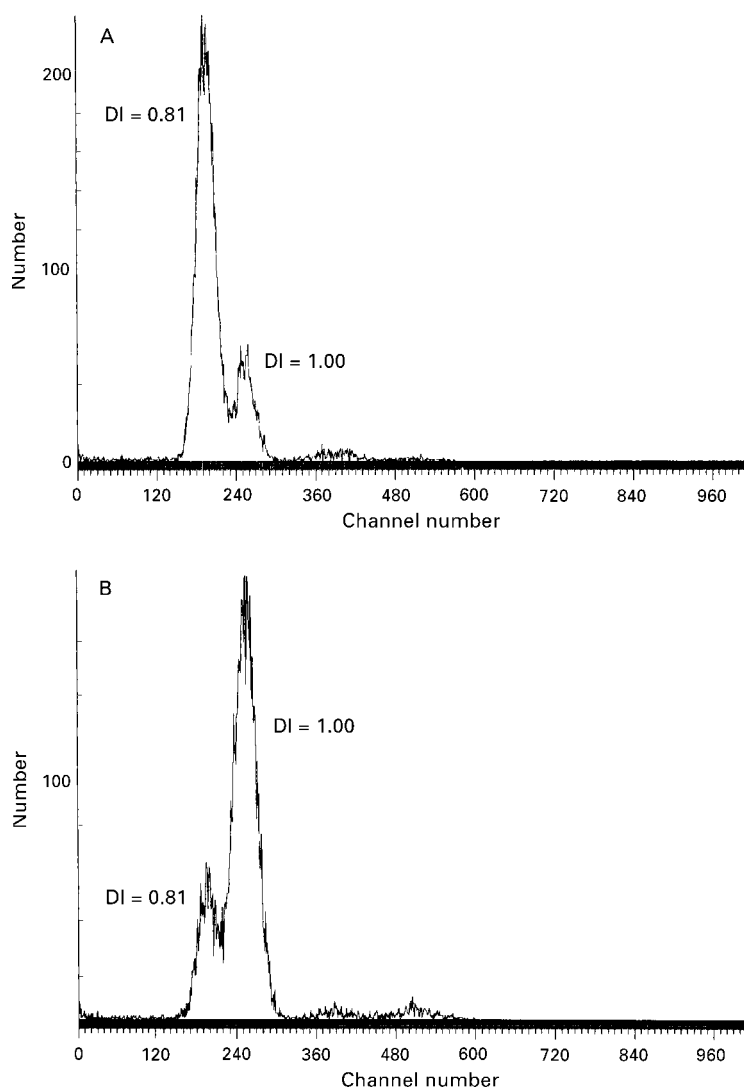 A
200
DI = 0.81
100
DI = 1.00
0
Number
0 120 240 360 480 600 720 840 960
Channel number
B
DI = 1.00
100
DI = 0.81
Number
0 120 240 360 480 600 720 840 960
Channel number